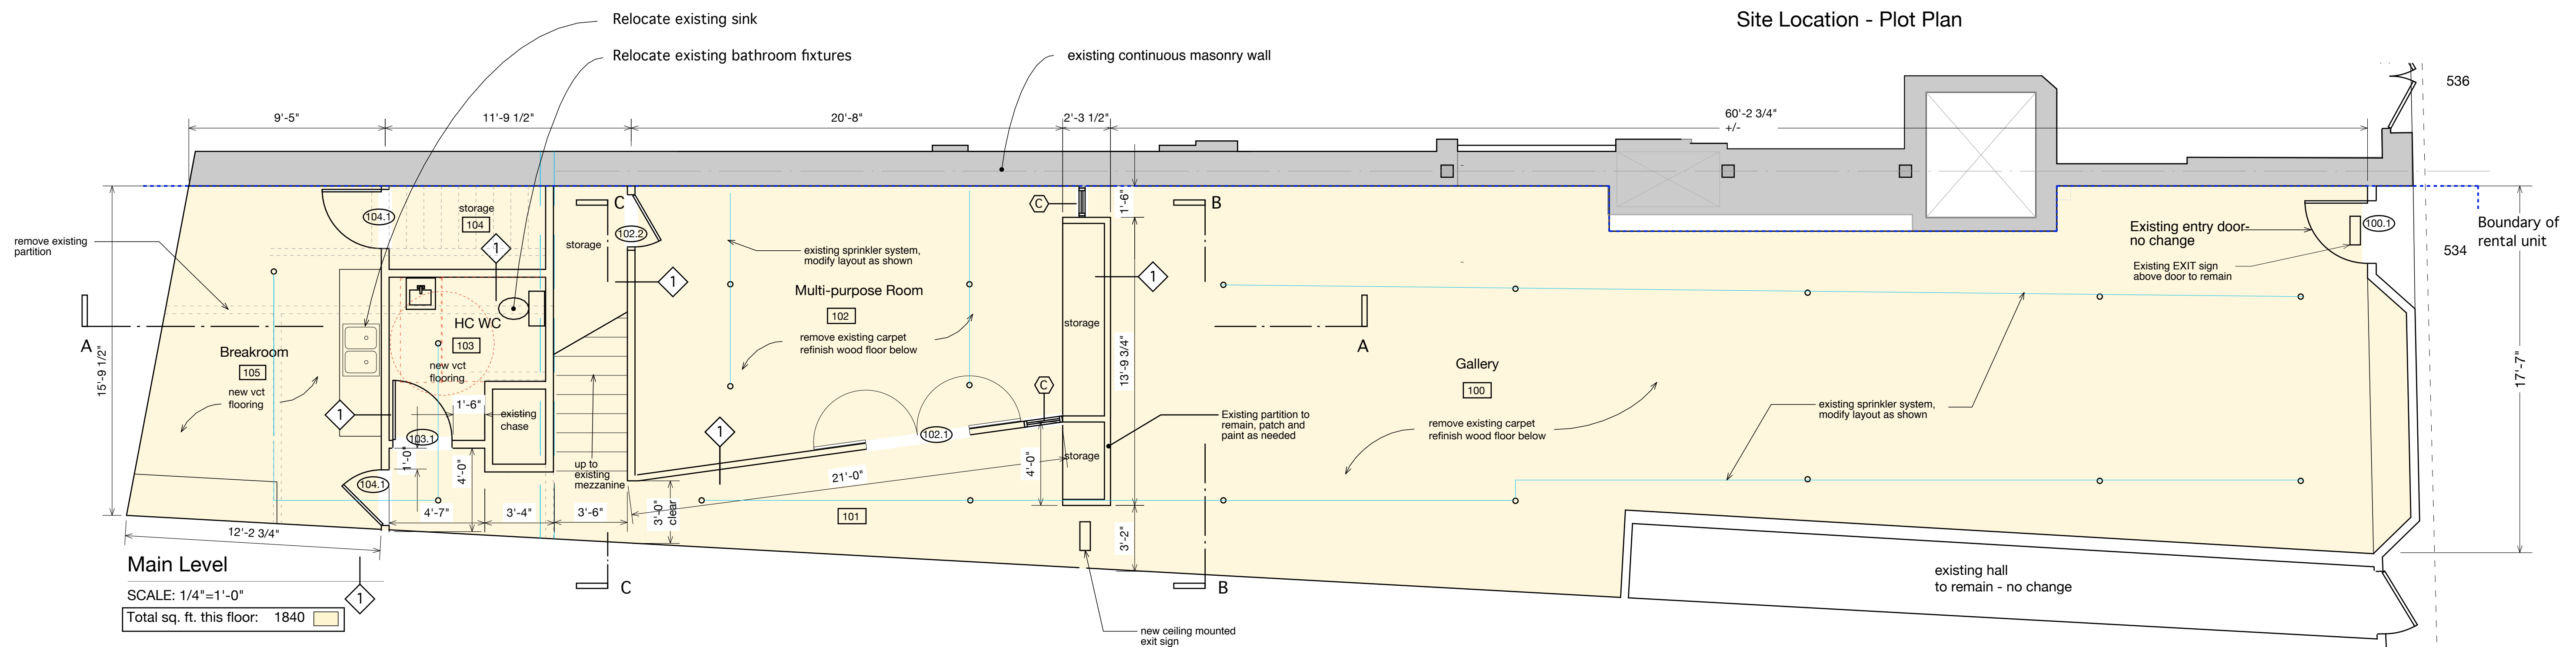 Relocate existing sink
Site Location - Plot Plan
Relocate existing bathroom fixtures
existing continuous masonry wall
536
9'-5"
11'-9 1/2"
20'-8"
2'-3 1/2"
60'-2 3/4"
+/-
remove existing
partition
104.1
storage
104
1
C
storage
102.2
existing sprinkler system,
modify layout as shown
C
1'-6"
B
Existing entry door-
no change
100.1
Boundary of
rental unit
534
Existing EXIT sign
above door to remain
1
Multi-purpose Room
102
remove existing carpet
refinish wood floor below
1
storage
13'-9 3/4"
A
15'-9 1/2"
HC WC
103
new vct
flooring
Breakroom
105
new vct
flooring
A
Gallery
100
17'-7"
1
1'-6"
existing
chase
103.1
C
102.1
1
Existing partition to
remain, patch and
paint as needed
remove existing carpet
refinish wood floor below
existing sprinkler system,
modify layout as shown
1'-0"
4'-0"
104.1
up to
existing
mezzanine
21'-0"
4'-0"
storage
4'-7"
3'-4"
3'-6"
3'-0"
clear
101
3'-2"
12'-2 3/4"
Main Level
SCALE: 1/4"=1'-0"
Total sq. ft. this floor: 1840
1
C
B
existing hall
to remain - no change
new ceiling mounted
exit sign